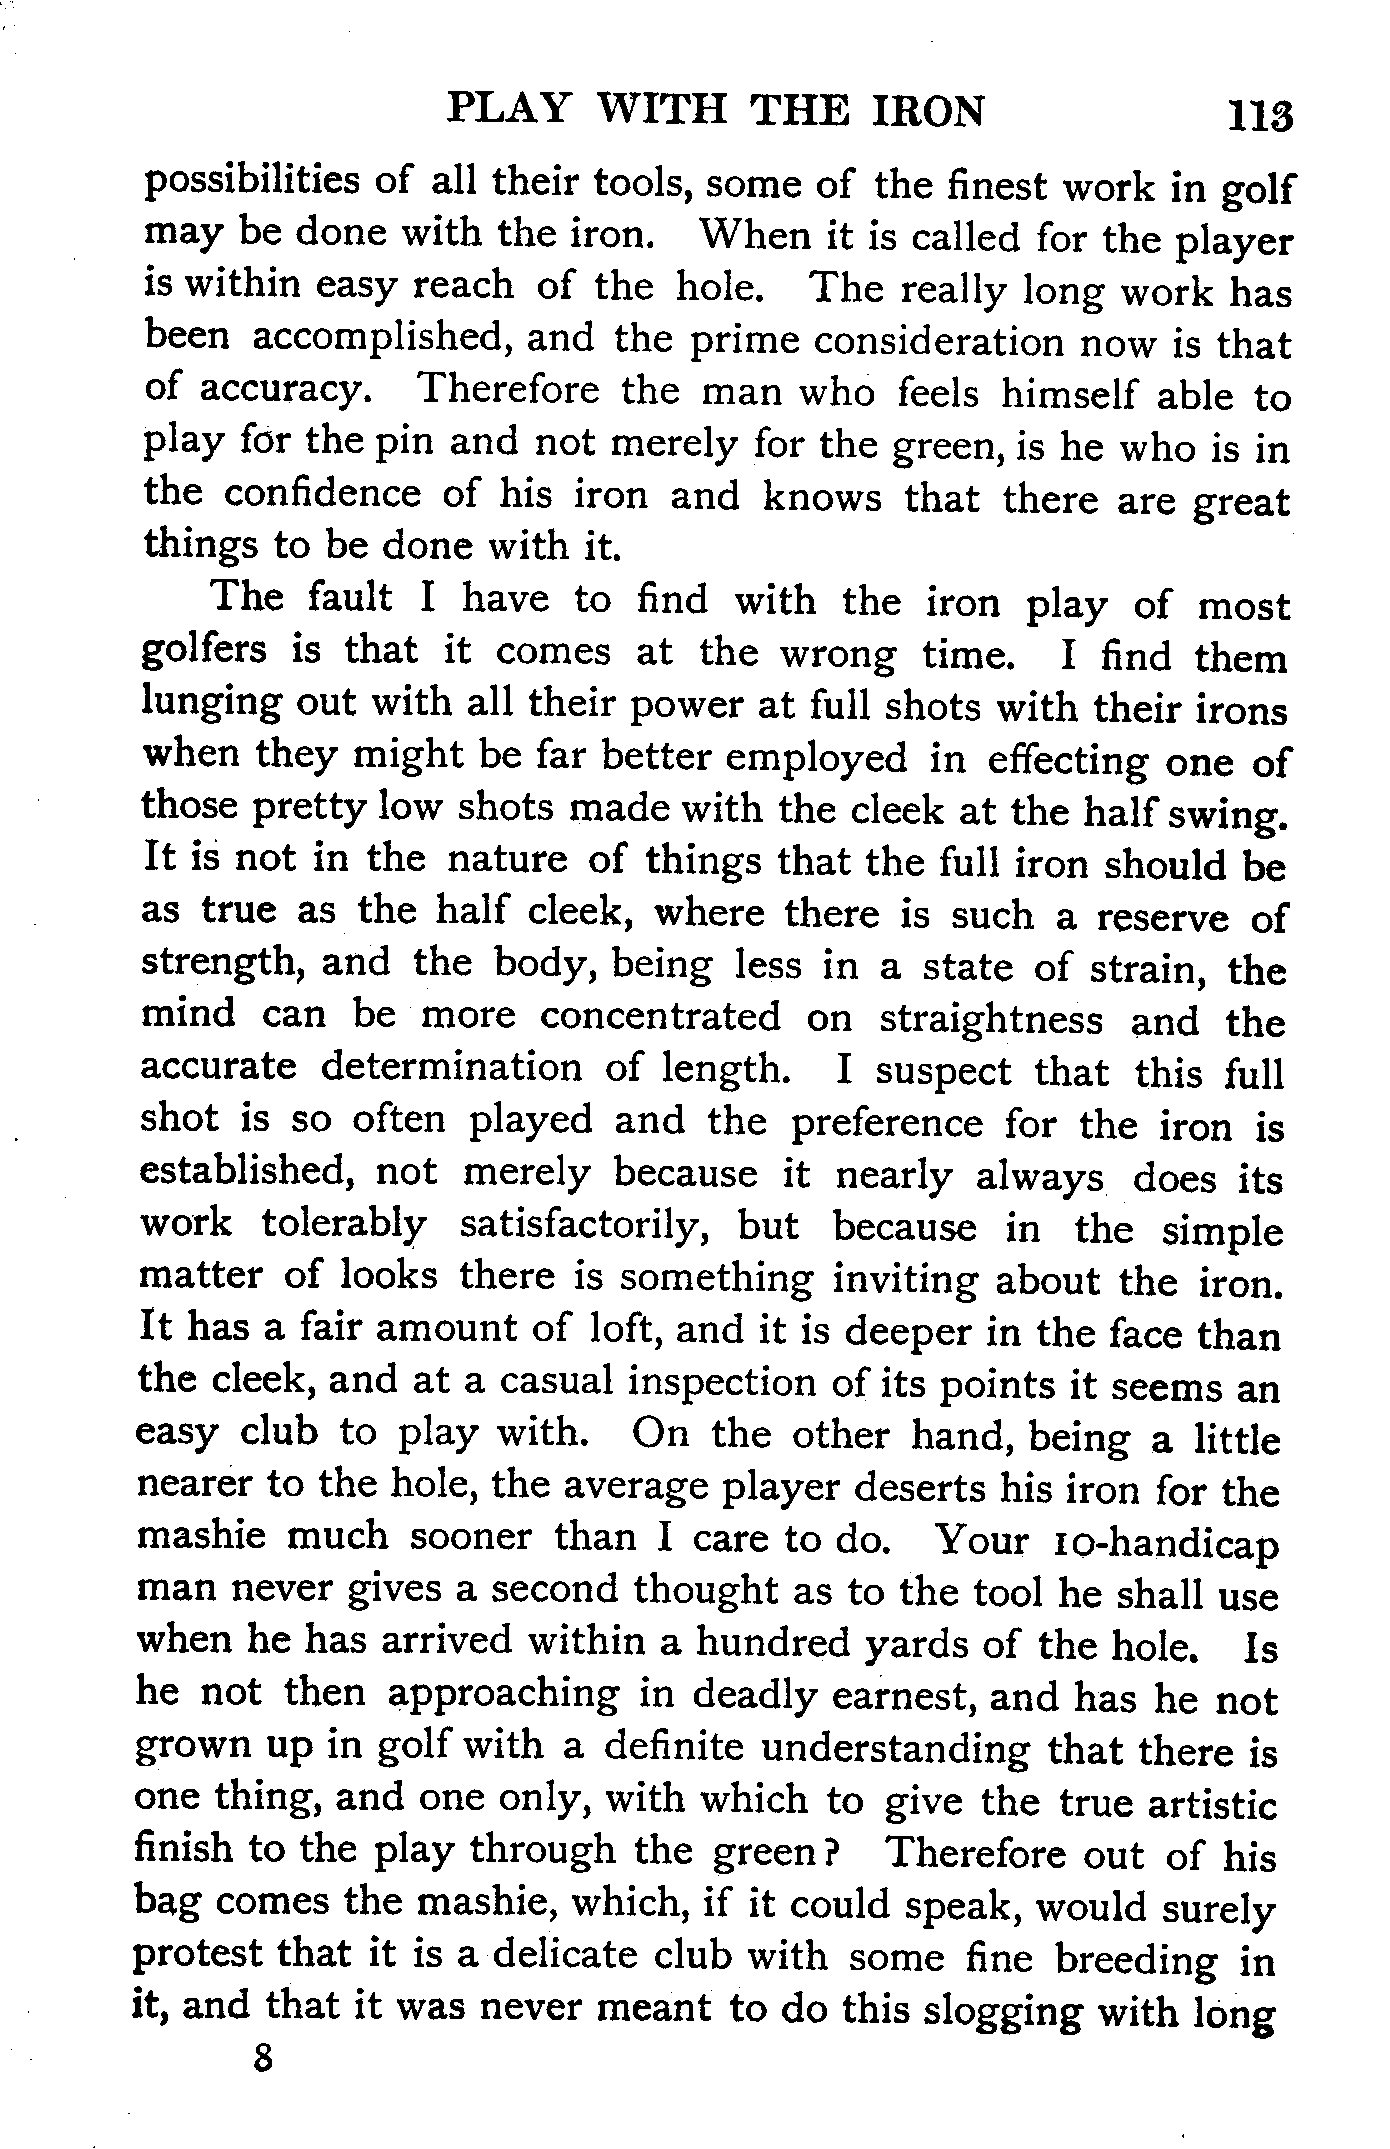 PLAY WITH THE IRON 113
possibilities of all their tools, some of the finest work in golf
may be done with the iron. When it is called for the player
is within easy reach of the hole. The really long work has
been accomplished, and the prime consideration now is that
of accuracy. Therefore the man who feels himself able to
play for the pin and not merely for the green, is he who is in
the confidence of his iron and knows that there are great
things to be done with it.
The fault I have to find with the iron play of most
golfers is that it comes at the wrong time. I find them
lunging out with all their power at full shots with their irons
when they might be far better employed in effecting one of
those pretty low shots made with the cleek at the half swing.
It is not in the nature of things that the full iron should be
as true as the half cleek, where there is such a reserve of
strength, and the body, being less in a state of strain, the
mind can be more concentrated on straightness and the
accurate determination of length. I suspect that this full
shot is so often played and the preference for the iron is
established, not merely because it nearly always does its
work tolerably satisfactorily, but because in the simple
matter of looks there is something inviting about the iron.
It has a fair amount of loft, and it is deeper in the face than
the cleek, and at a casual inspection of its points it seems an
easy club to play with. On the other hand, being a little
nearer to the hole, the average player deserts his iron for the
mashie much sooner than I care to do. Your 10-handicap
man never gives a second thought as to the tool he shall use
when he has arrived within a hundred yards of the hole. Is
he not then approaching in deadly earnest, and has he not
grown up in golf with a definite understanding that there is
one thing, and one only, with which to give the true artistic
finish to the play through the green? Therefore out of his
bag comes the mashie, which, if it could speak, would surely
protest that it is a delicate club with some fine breeding in
it, and that it was never meant to do this slogging with long
8